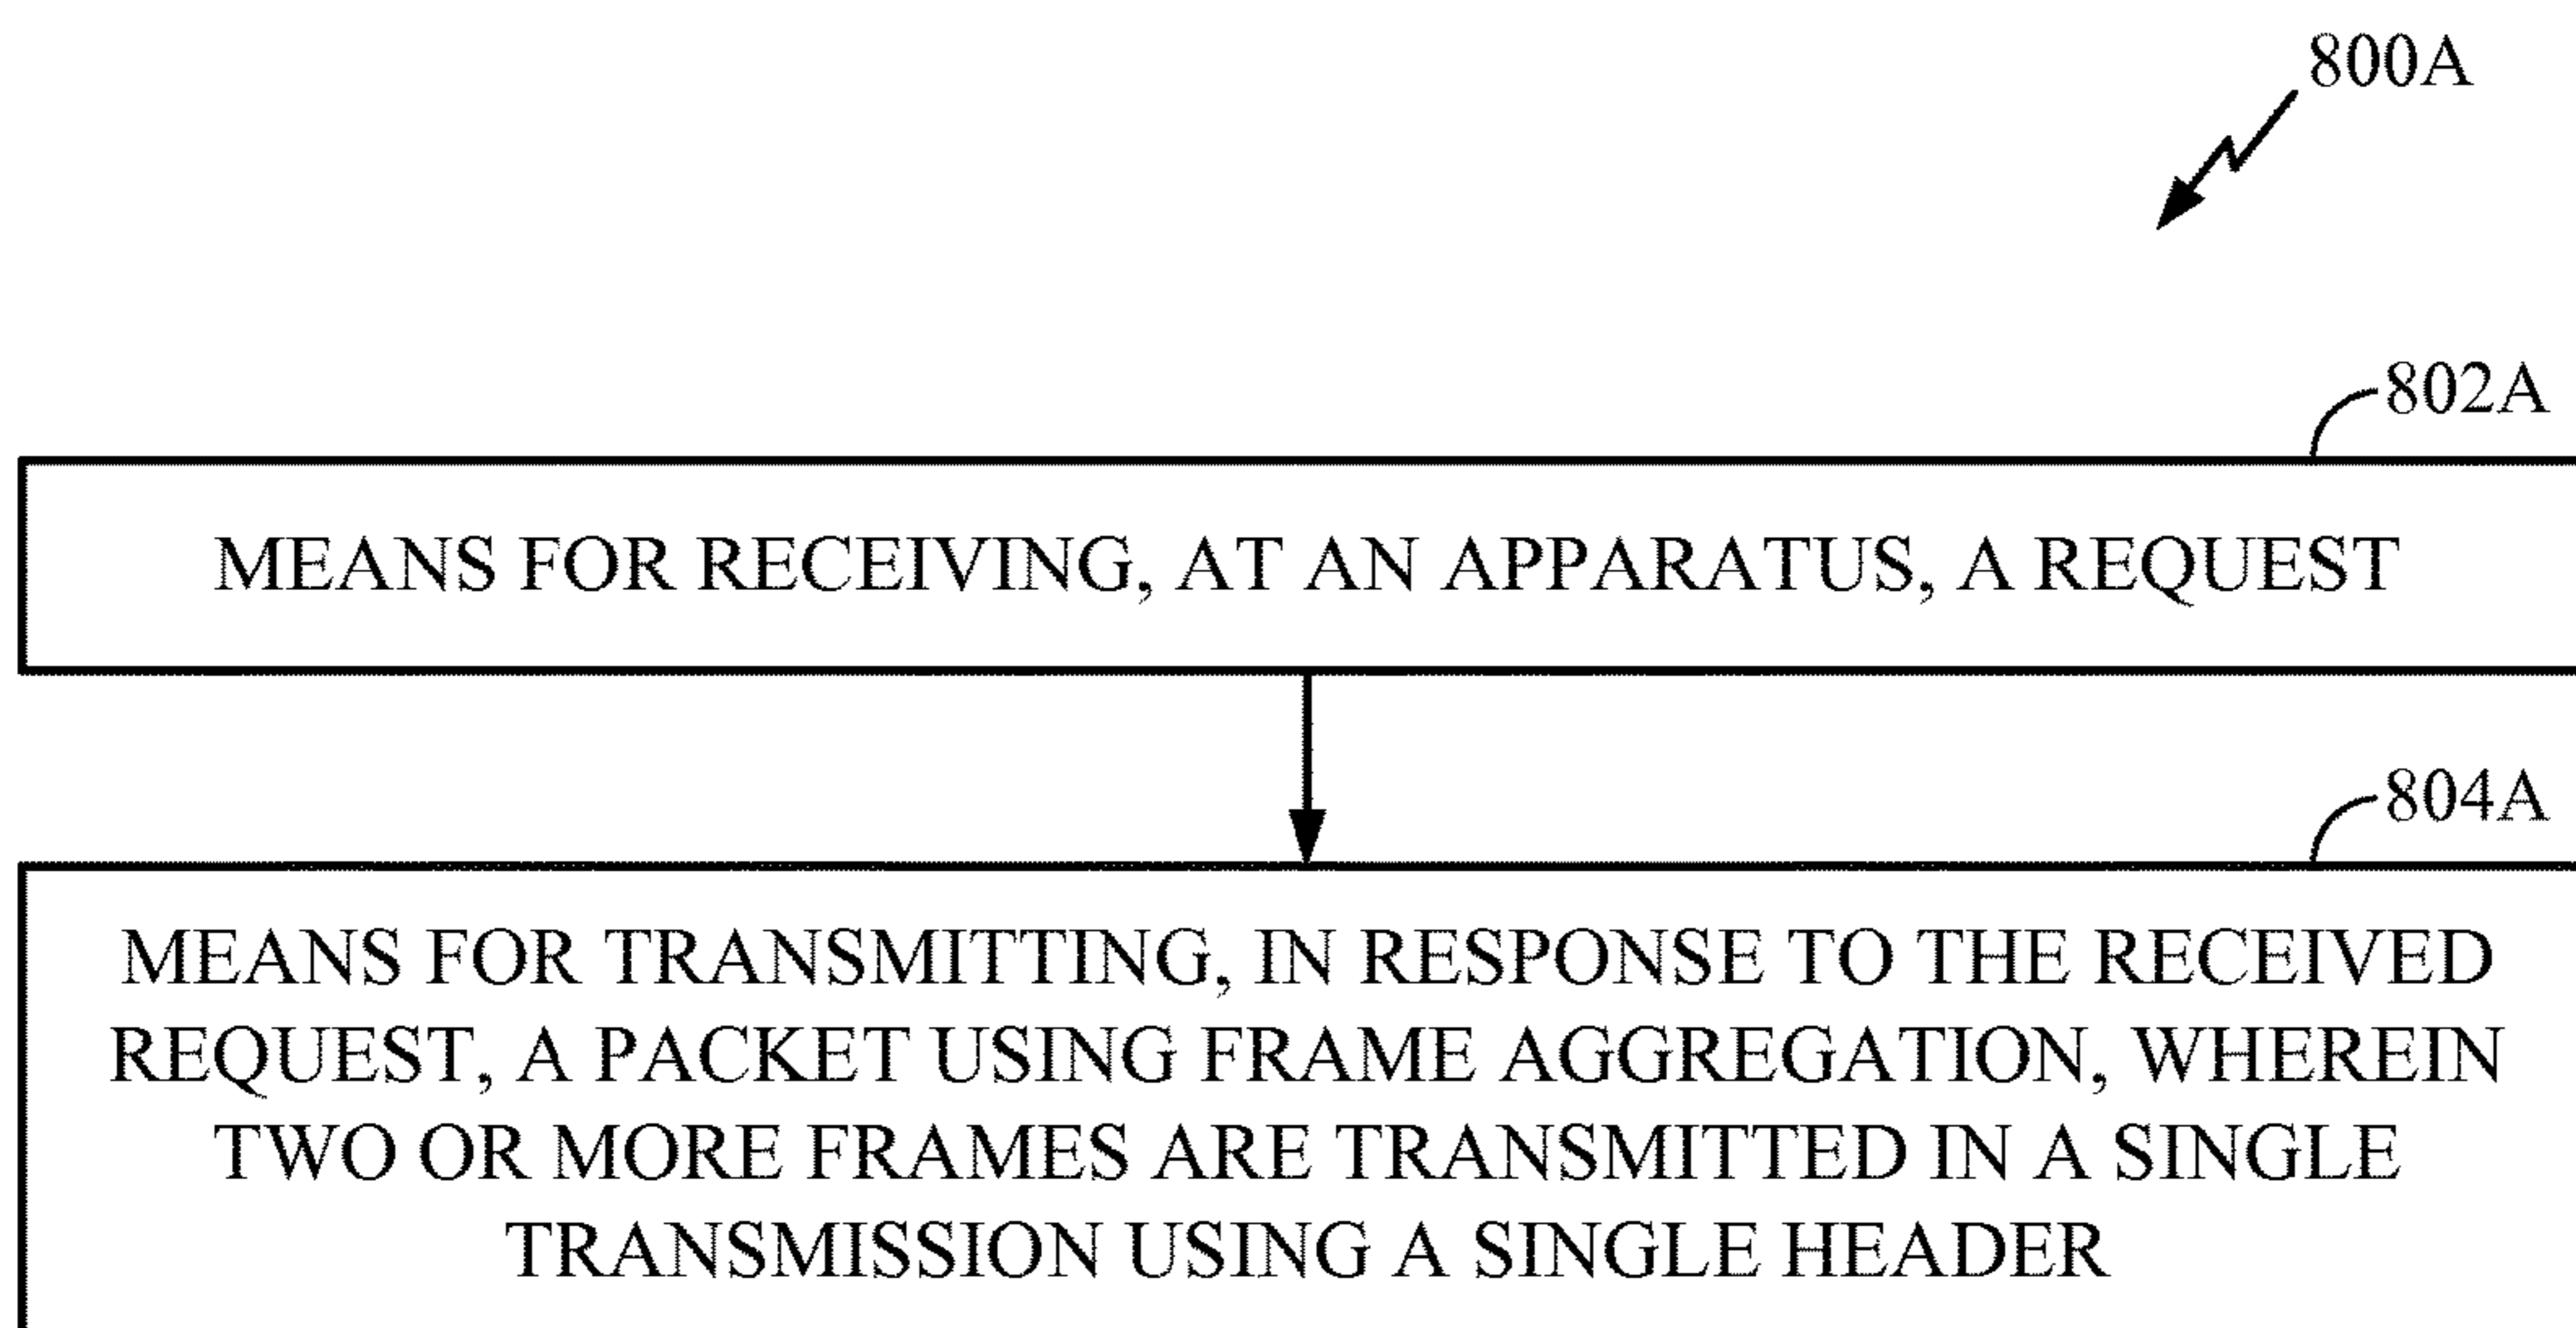 800A
802A
MEANS FOR RECEIVING, AT AN APPARATUS, A REQUEST
804A
MEANS FOR TRANSMITTING, IN RESPONSE TO THE RECEIVED
REQUEST, A PACKET USING FRAME AGGREGATION, WHEREIN
TWO OR MORE FRAMES ARE TRANSMITTED IN A SINGLE
TRANSMISSION USING A SINGLE HEADER